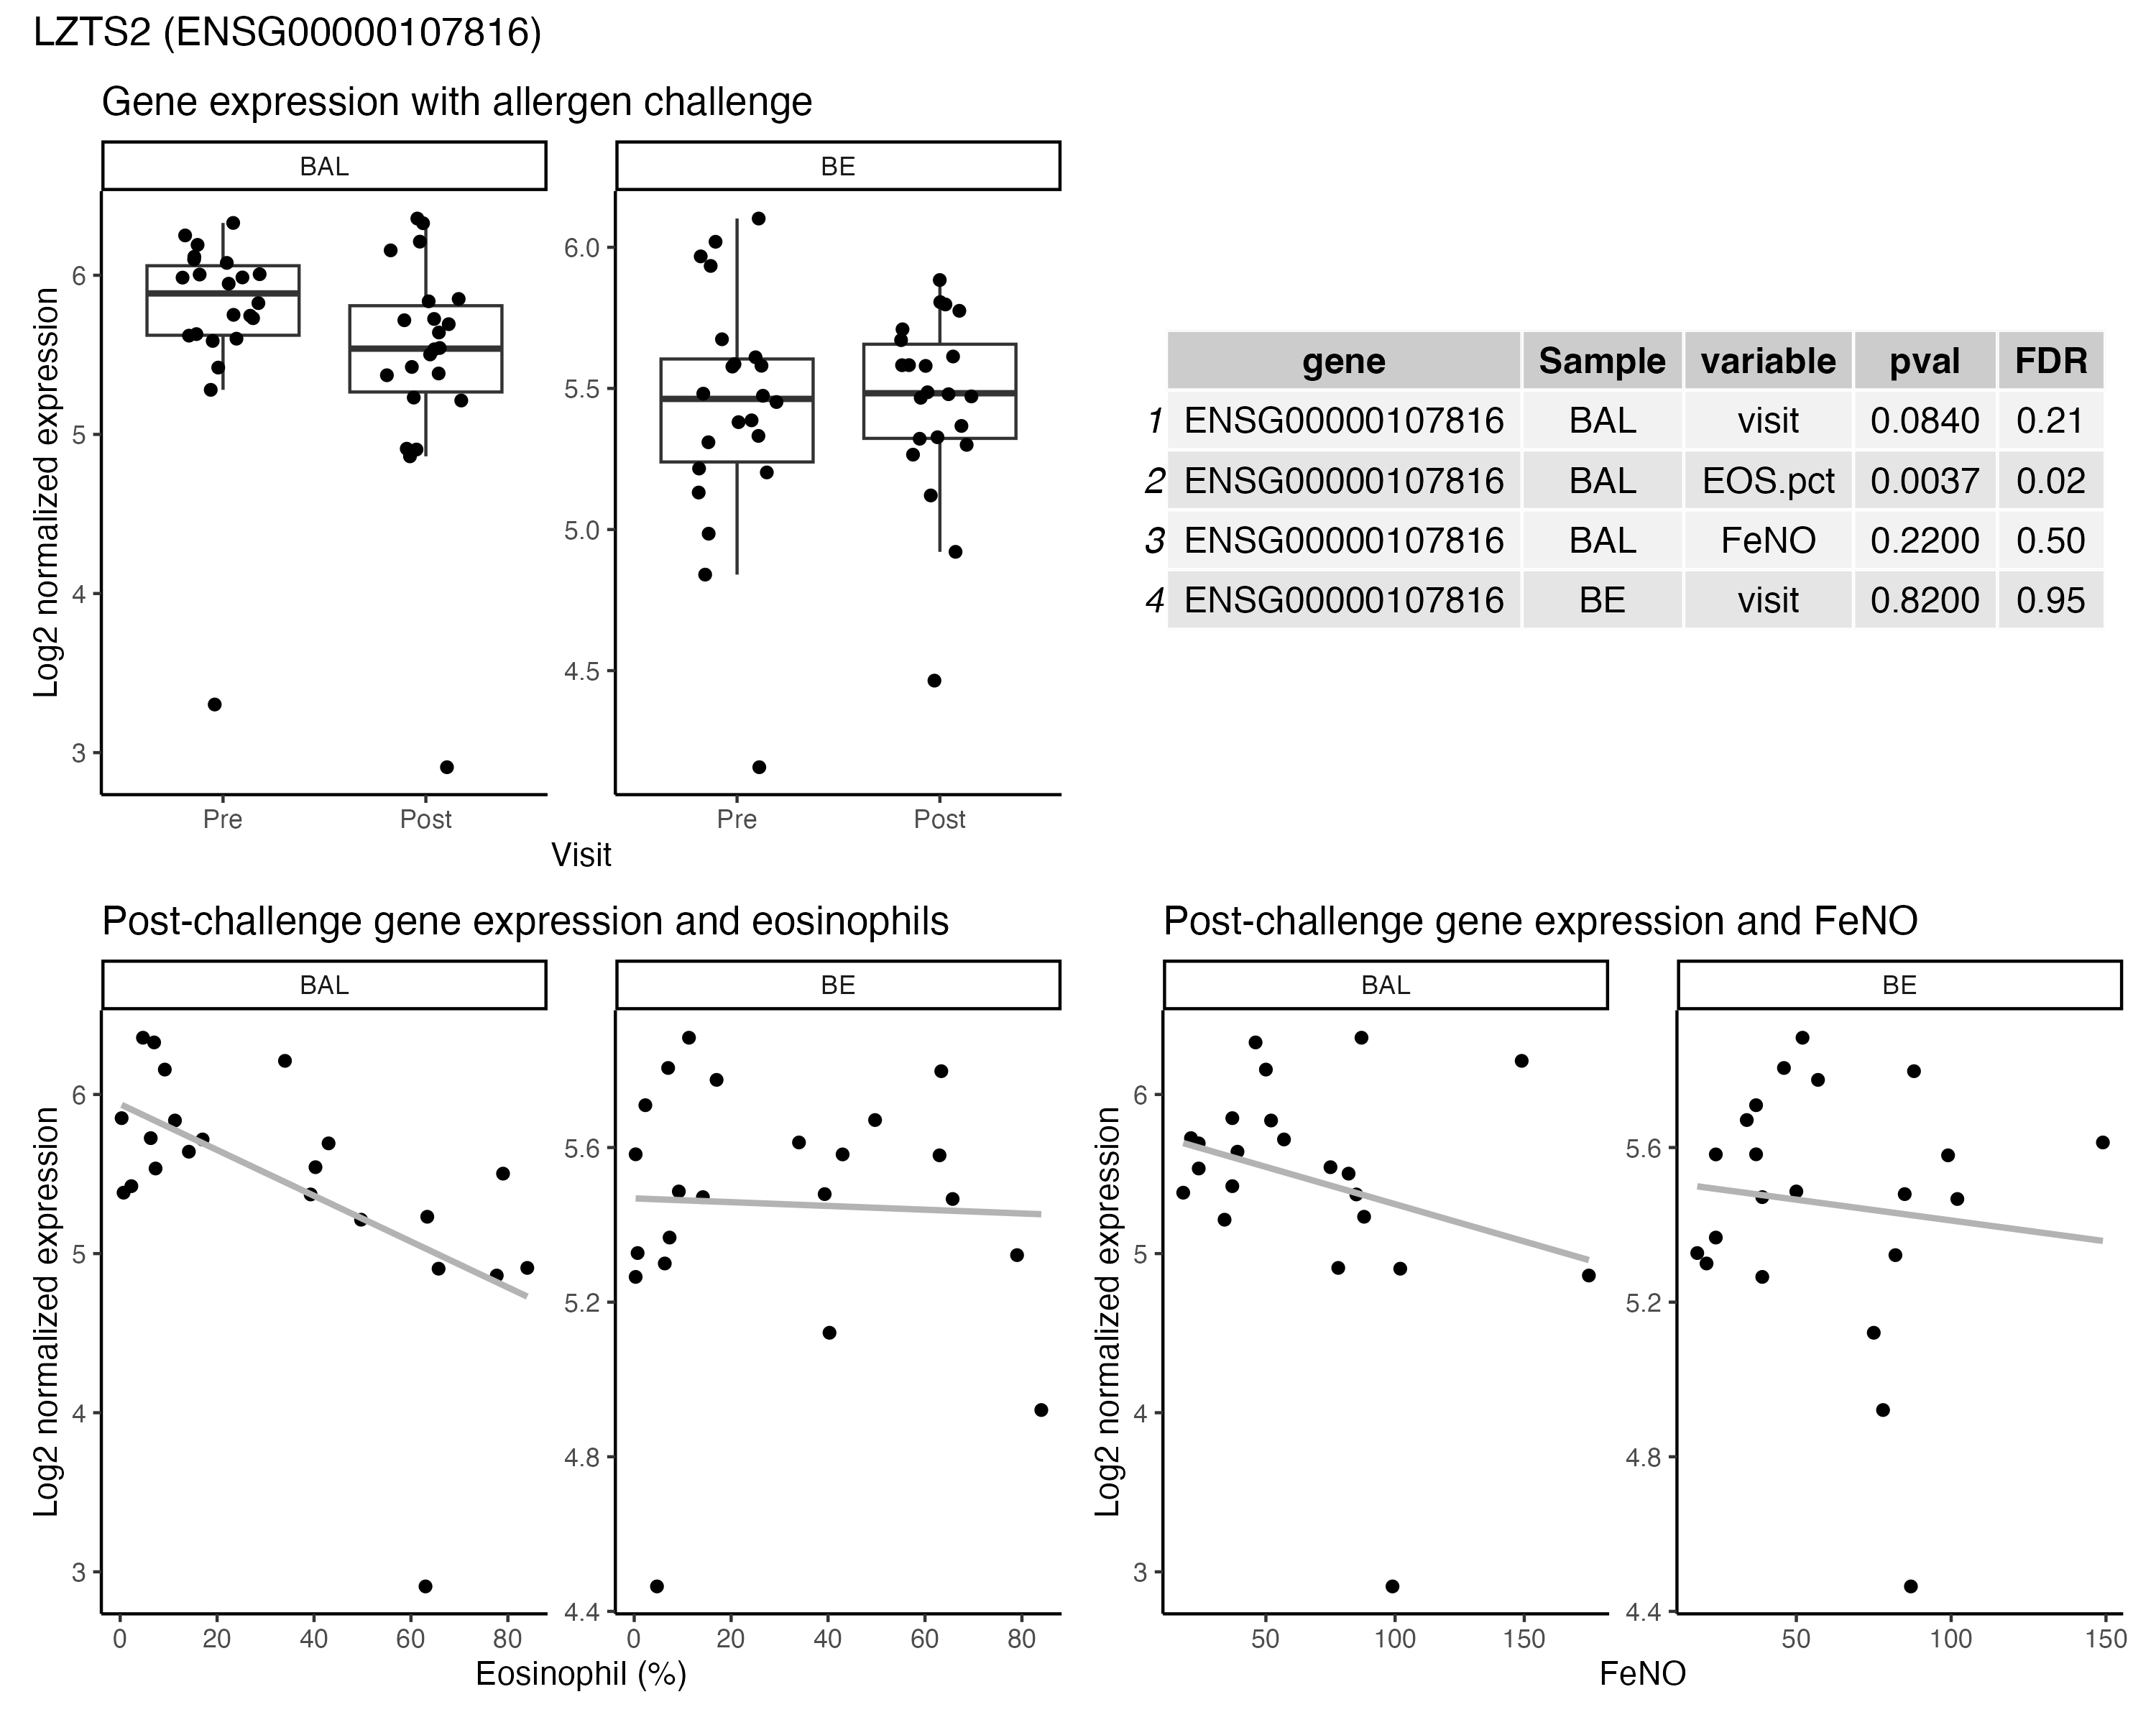 LZTS2 (ENSG00000107816)
Gene expression with allergen challenge
BAL
BE
Log2 normalized expression
6
5
4
3
6.0
5.5
5.0
4.5
Pre
Post
Pre
Post
Visit
gene Sample variable pval FDR
1 ENSG00000107816 BAL visit 0.0840 0.21
2 ENSG00000107816 BAL EOS.pct 0.0037 0.02
3 ENSG00000107816 BAL FeNO 0.2200 0.50
4 ENSG00000107816 BE visit 0.8200 0.95
Post-challenge gene expression and eosinophils
BAL
BE
Log2 normalized expression
6
5
4
3
5.6
5.2
4.8
4.4
0 20 40 60 80
0 20 40 60 80
Eosinophil (%)
Post-challenge gene expression and FeNO
BAL
BE
Log2 normalized expression
6
5
4
3
5.6
5.2
4.8
4.4
50 100 150
50 100 150
FeNO